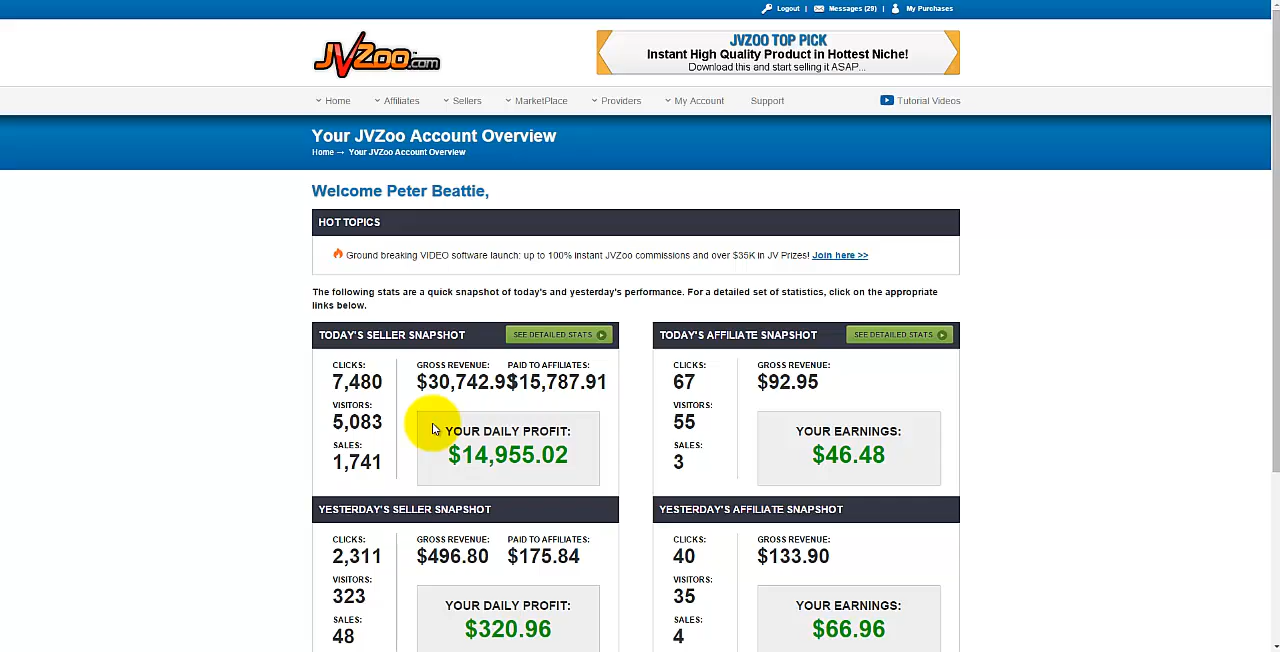 Logout | Messages (29) | My Purchases
JVZoo.com
JVZOO TOP PICK
Instant High Quality Product in Hottest Niche!
Download this and start selling it ASAP...
Home Affiliates Sellers MarketPlace Providers My Account Support Tutorial Videos
Your JVZoo Account Overview
Home → Your JVZoo Account Overview
Welcome Peter Beattie,
HOT TOPICS
Ground breaking VIDEO software launch: up to 100% instant JVZoo commissions and over $35K in JV Prizes! Join here >>
The following stats are a quick snapshot of today's and yesterday's performance. For a detailed set of statistics, click on the appropriate
links below.
TODAY'S SELLER SNAPSHOT SEE DETAILED STATS
CLICKS: GROSS REVENUE: PAID TO AFFILIATES:
7,480 $30,742.93 $15,787.91
VISITORS:
5,083
YOUR DAILY PROFIT:
SALES:
$14,955.02
1,741
TODAY'S AFFILIATE SNAPSHOT SEE DETAILED STATS
CLICKS: GROSS REVENUE:
67 $92.95
VISITORS:
55
YOUR EARNINGS:
SALES:
$46.48
3
YESTERDAY'S SELLER SNAPSHOT
CLICKS: GROSS REVENUE: PAID TO AFFILIATES:
2,311 $496.80 $175.84
VISITORS:
323
YOUR DAILY PROFIT:
SALES:
$320.96
48
YESTERDAY'S AFFILIATE SNAPSHOT
CLICKS: GROSS REVENUE:
40 $133.90
VISITORS:
35
YOUR EARNINGS:
SALES:
$66.96
4